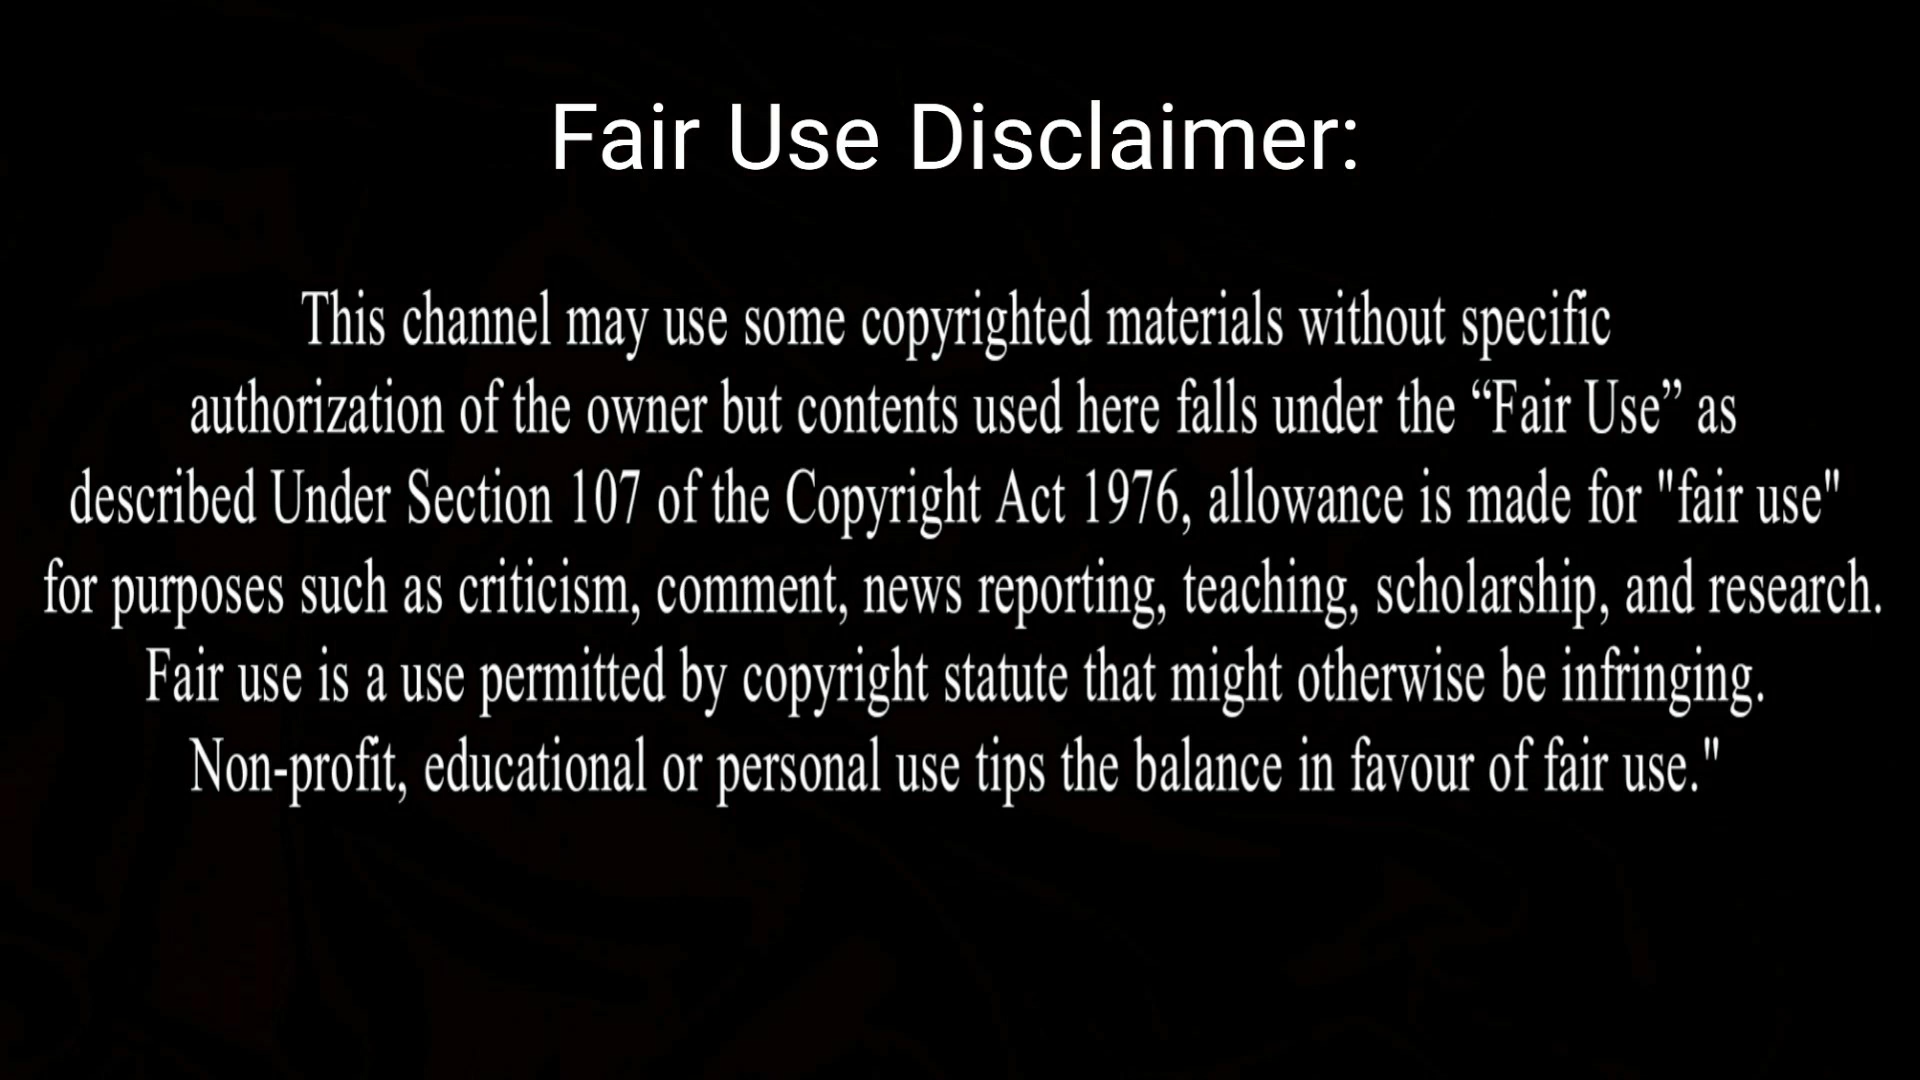 Fair Use Disclaimer:
This channel may use some copyrighted materials without specific
authorization of the owner but contents used here falls under the “Fair Use” as
described Under Section 107 of the Copyright Act 1976, allowance is made for "fair use"
for purposes such as criticism, comment, news reporting, teaching, scholarship, and research.
Fair use is a use permitted by copyright statute that might otherwise be infringing.
Non-profit, educational or personal use tips the balance in favour of fair use."